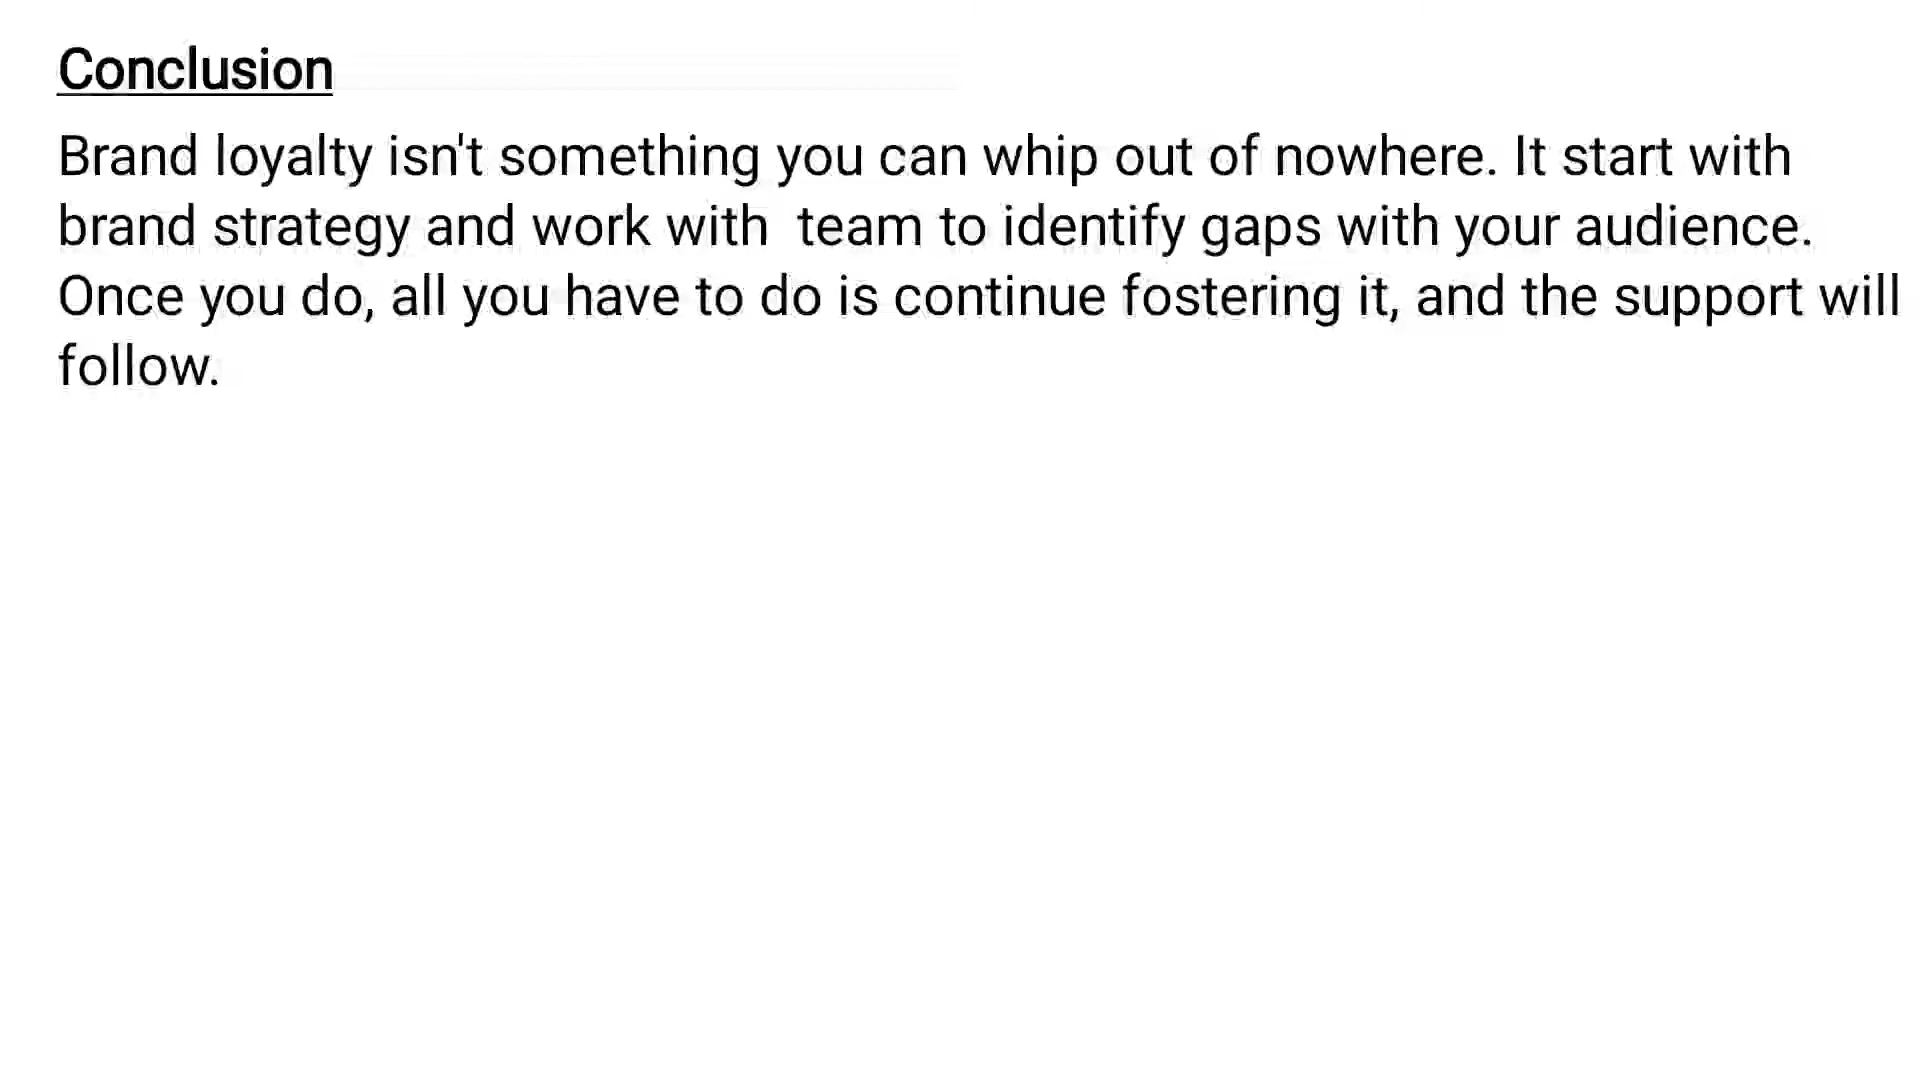 Conclusion
Brand loyalty isn't something you can whip out of nowhere. It start with
brand strategy and work with  team to identify gaps with your audience.
Once you do, all you have to do is continue fostering it, and the support will
follow.